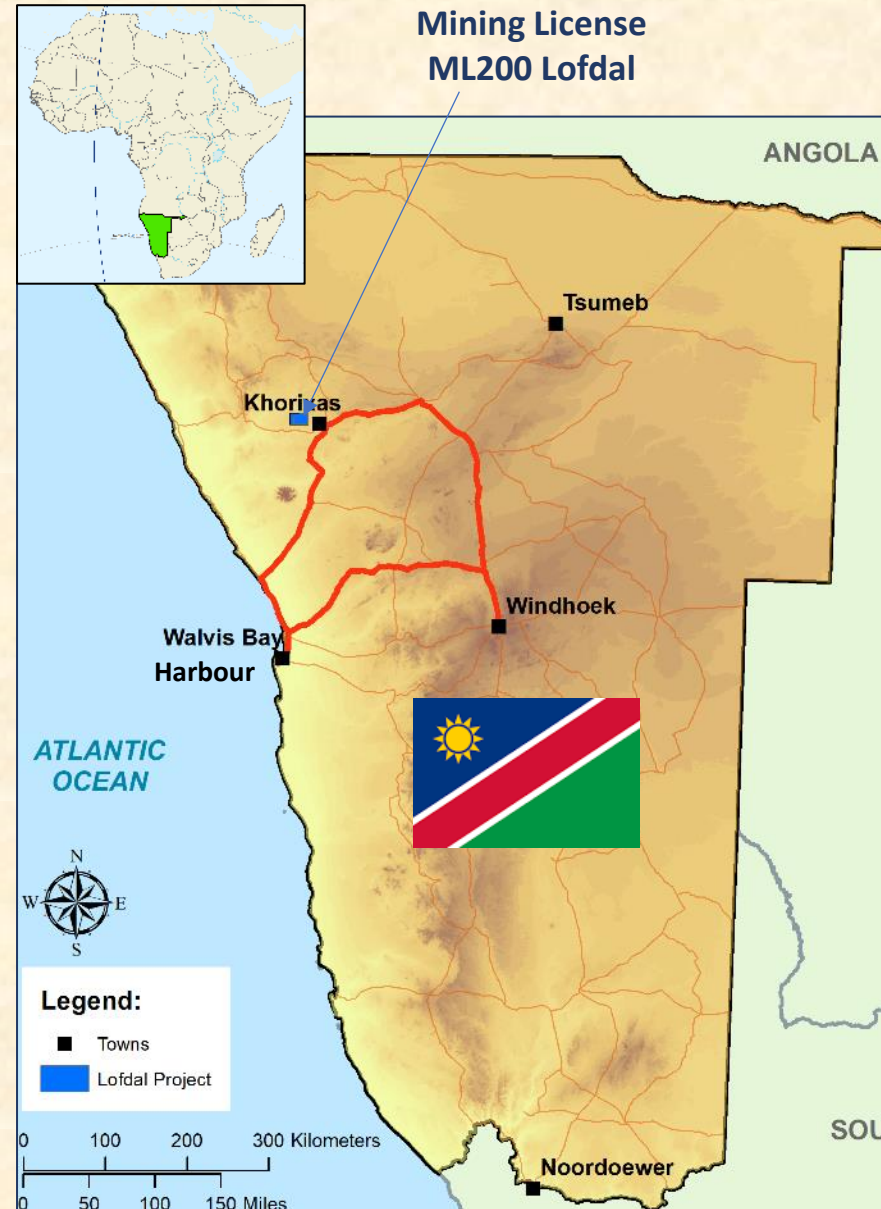 Mining License
ML200 Lofdal
ANGOLA
Tsumeb
Khorixas
Windhoek
Walvis Bay
Harbour
ATLANTIC
OCEAN
N
W E
S
Legend:
Towns
Lofdal Project
SOU
0 100 200 300 Kilometers
0 50 100 150 Miles
Noordoewer